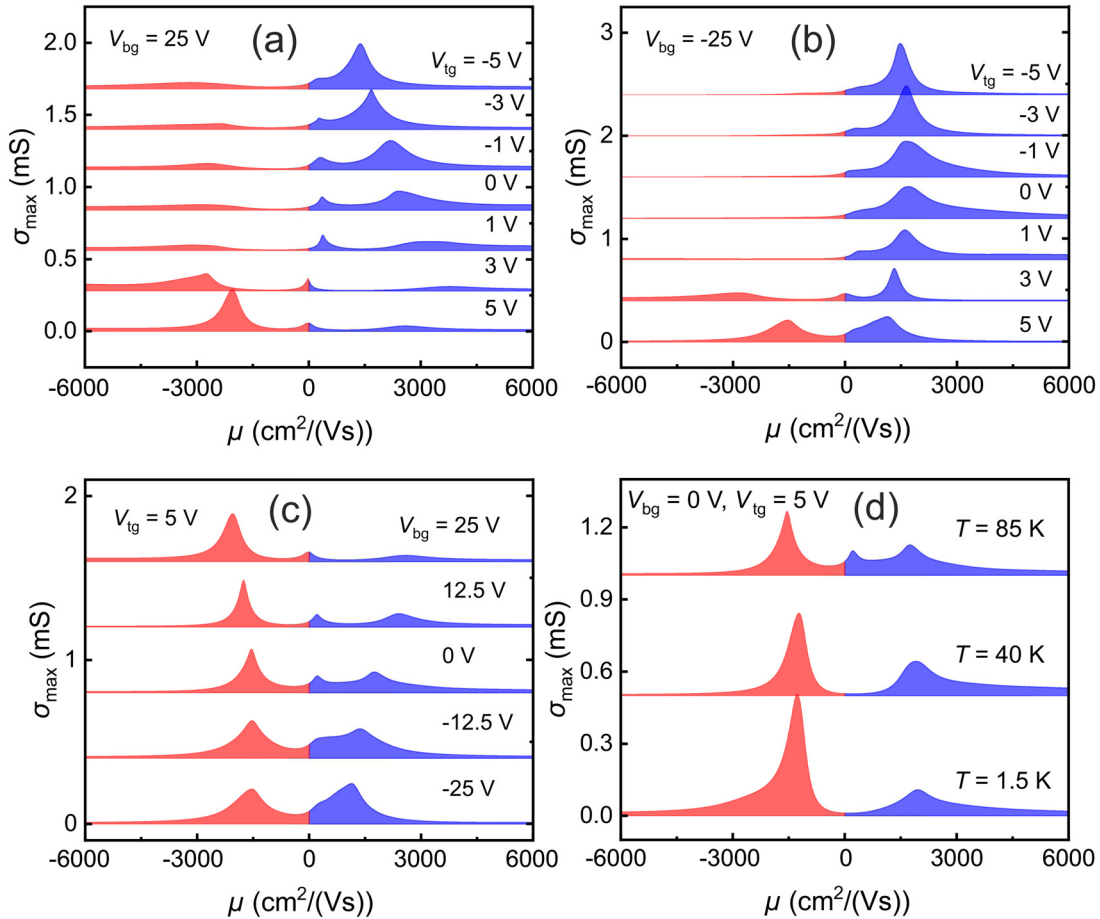 (a)
V_bg = 25 V
V_tg = -5 V
-3 V
-1 V
0 V
1 V
3 V
5 V
2.0
1.5
1.0
0.5
0.0
σ_max (mS)
-6000 -3000 0 3000 6000
μ (cm²/(Vs))
(b)
V_bg = -25 V
V_tg = -5 V
-3 V
-1 V
0 V
1 V
3 V
5 V
3
2
1
0
σ_max (mS)
-6000 -3000 0 3000 6000
μ (cm²/(Vs))
(c)
V_tg = 5 V
V_bg = 25 V
12.5 V
0 V
-12.5 V
-25 V
2
1
0
σ_max (mS)
-6000 -3000 0 3000 6000
μ (cm²/(Vs))
(d)
V_bg = 0 V, V_tg = 5 V
T = 85 K
T = 40 K
T = 1.5 K
1.2
0.9
0.6
0.3
0.0
σ_max (mS)
-6000 -3000 0 3000 6000
μ (cm²/(Vs))